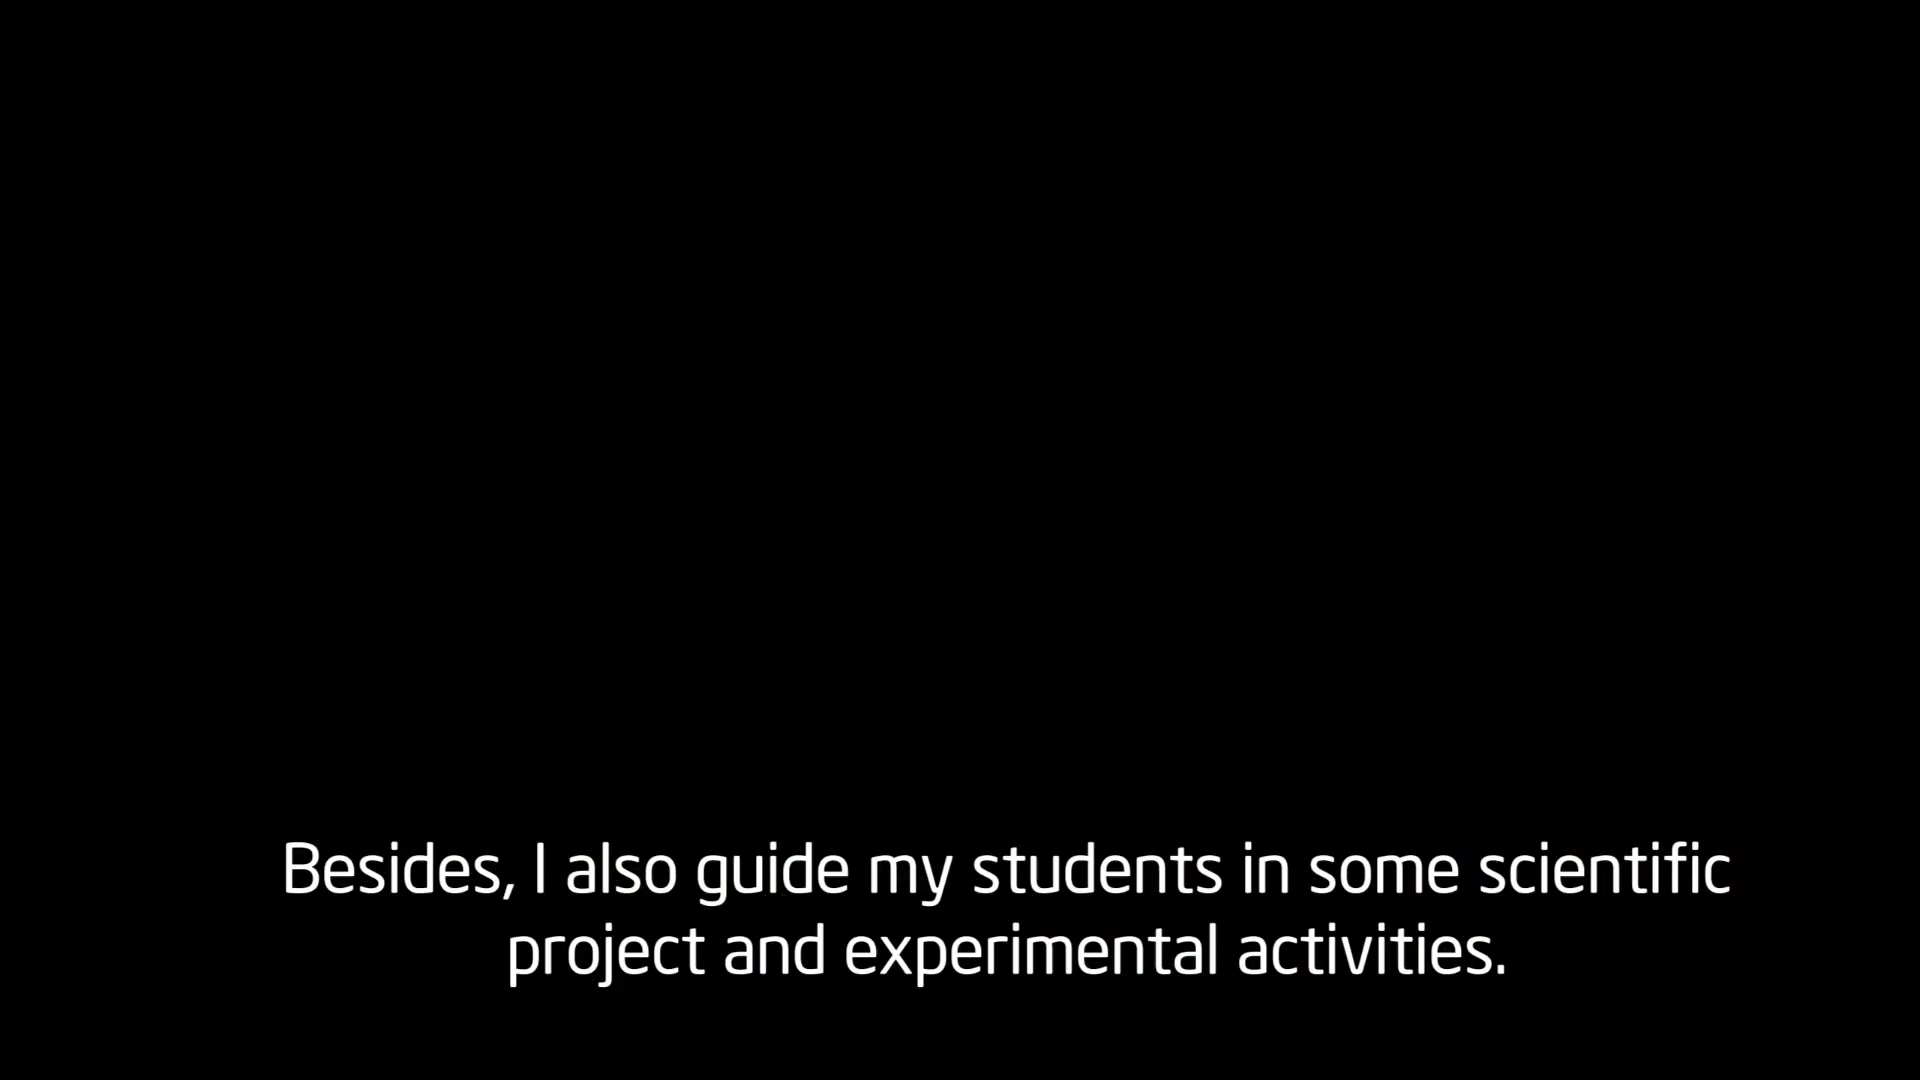 Besides, I also guide my students in some scientific
project and experimental activities.